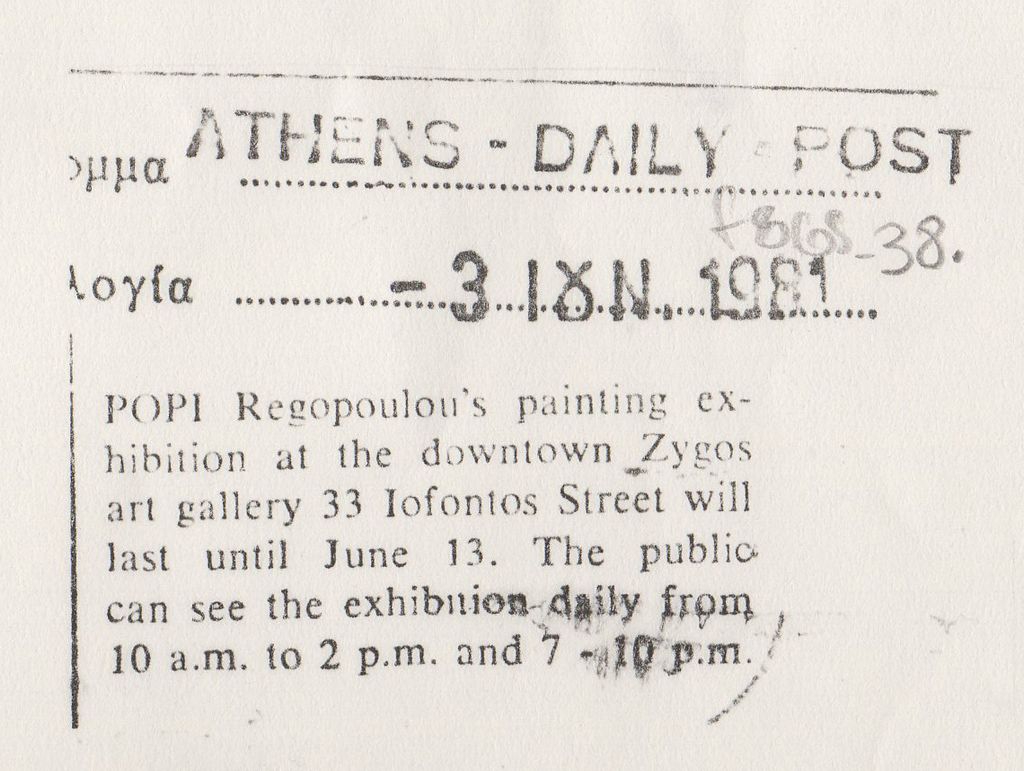 ομμα ATHENS - DAILY - POST
f868-38.
λογία - 3 ΙΟΥΝ. 1981
POPI Regopoulou's painting ex-
hibition at the downtown Zygos
art gallery 33 Iofontos Street will
last until June 13. The public
can see the exhibition daily from
10 a.m. to 2 p.m. and 7 - 10 p.m.